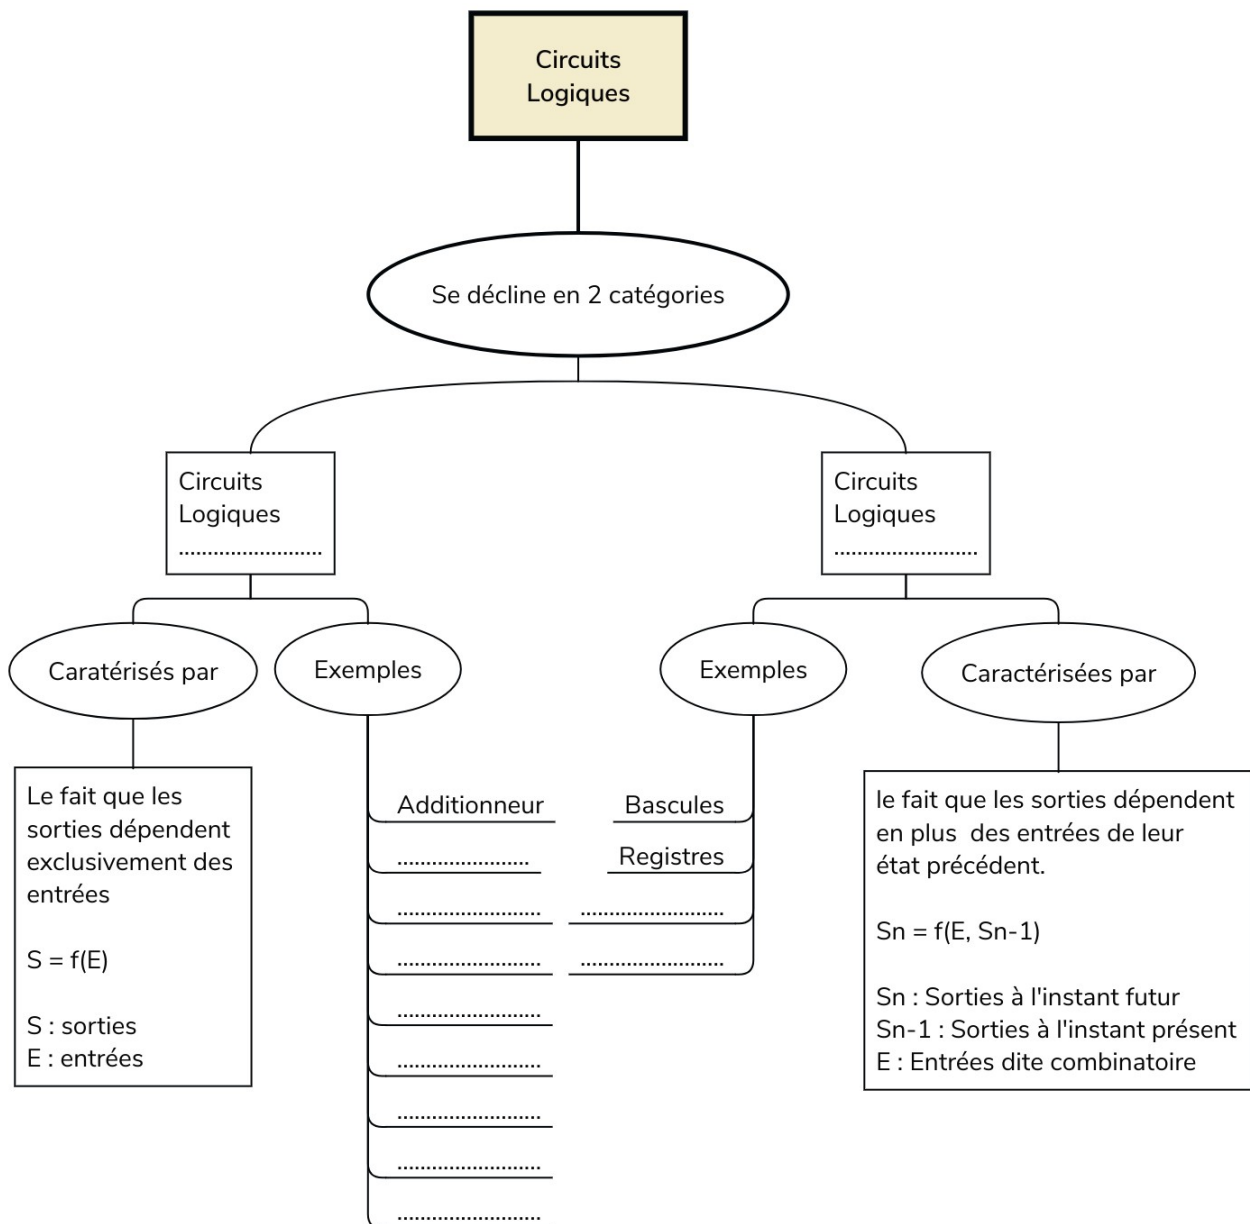 Circuits
Logiques
Se décline en 2 catégories
Circuits
Logiques
.........................
Circuits
Logiques
.........................
Caratérisés par
Exemples
Exemples
Caractérisées par
Le fait que les
sorties dépendent
exclusivement des
entrées
S = f(E)
S : sorties
E : entrées
Additionneur
.......................
.........................
.........................
.........................
.........................
.........................
.........................
.........................
Bascules
Registres
.........................
.........................
le fait que les sorties dépendent
en plus des entrées de leur
état précédent.
Sn = f(E, Sn-1)
Sn : Sorties à l'instant futur
Sn-1 : Sorties à l'instant présent
E : Entrées dite combinatoire